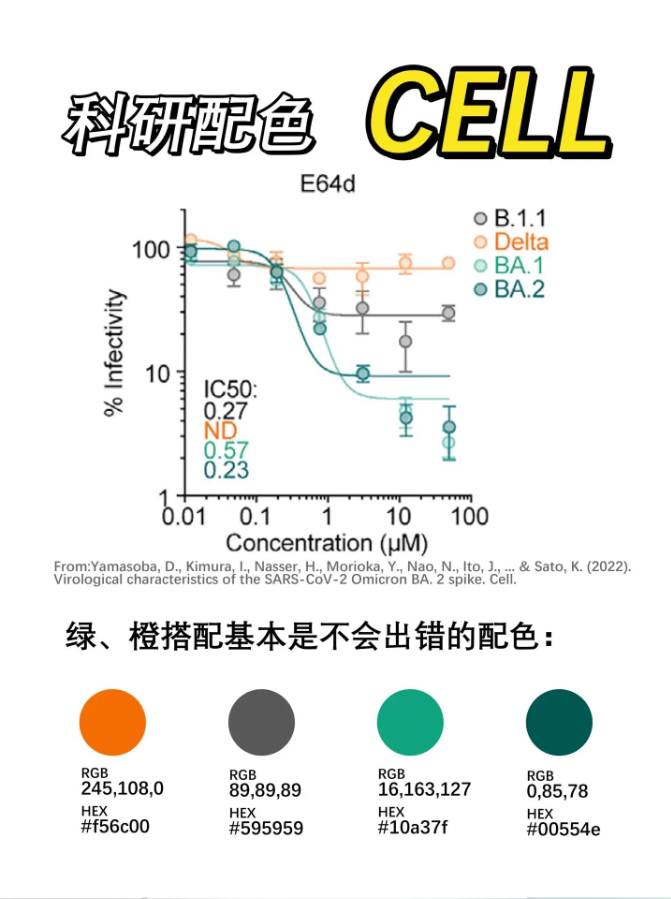 科研配色 CELL
E64d
B.1.1
Delta
BA.1
BA.2
% Infectivity
100
10
1
IC50:
0.27
ND
0.57
0.23
0.01 0.1 1 10 100
Concentration (µM)
From:Yamasoba, D., Kimura, I., Nasser, H., Morioka, Y., Nao, N., Ito, J., ... & Sato, K. (2022).
Virological characteristics of the SARS-CoV-2 Omicron BA. 2 spike. Cell.
绿、橙搭配基本是不会出错的配色：
RGB
245,108,0
HEX
#f56c00
RGB
89,89,89
HEX
#595959
RGB
16,163,127
HEX
#10a37f
RGB
0,85,78
HEX
#00554e